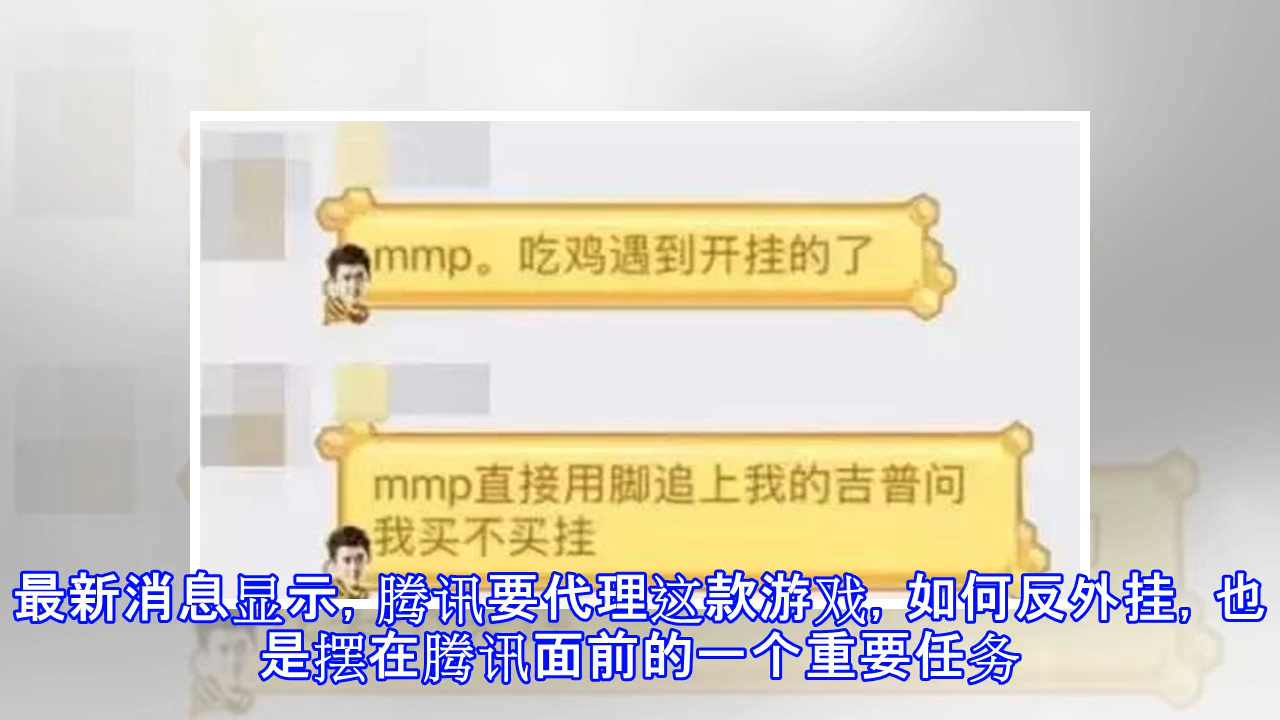 mmp。吃鸡遇到开挂的了
mmp直接用脚追上我的吉普问
我买不买挂
最新消息显示, 腾讯要代理这款游戏, 如何反外挂, 也
是摆在腾讯面前的一个重要任务